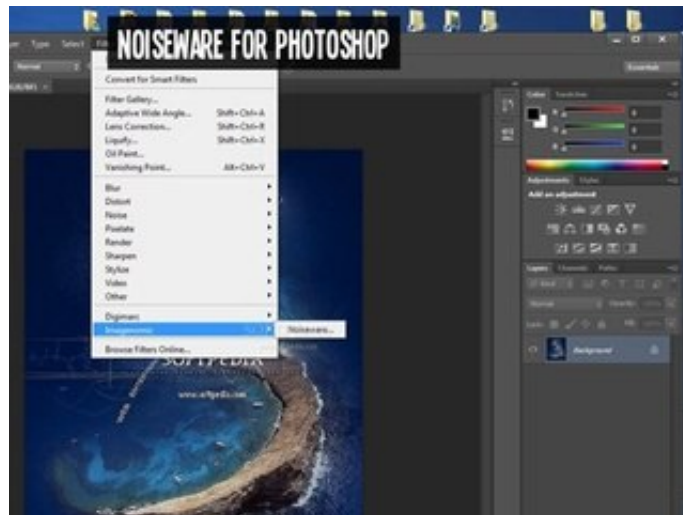 NOISEWARE FOR PHOTOSHOP
Type Select
Normal
Essentials
Convert for Smart Filters
Filter Gallery...
Adaptive Wide Angle... Shift+Ctrl+A
Lens Correction... Shift+Ctrl+R
Liquify... Shift+Ctrl+X
Oil Paint...
Vanishing Point... Alt+Ctrl+V
Blur
Distort
Noise
Pixelate
Render
Sharpen
Stylize
Video
Other
Digimarc
Imagenomic
Noiseware...
Browse Filters Online...
SOFTPEDIA
www.softpedia.com
Color Swatches
Adjustments Styles
Add an adjustment
Layers Channels Paths
Normal
Background